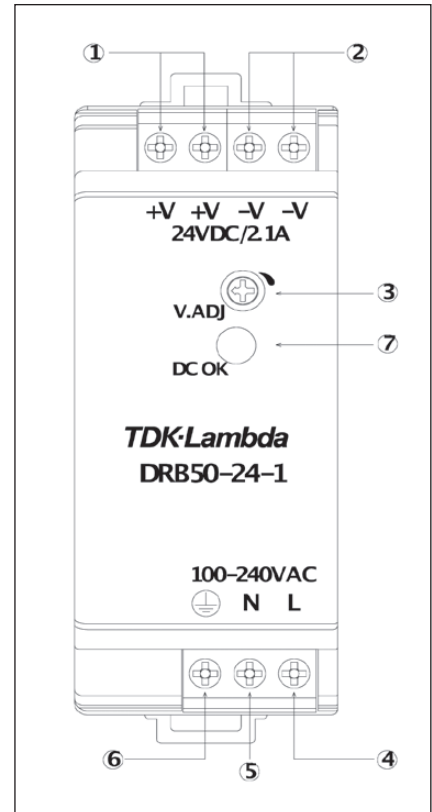 ① ②
+V +V −V −V
24VDC/2.1A
③
V.ADJ
⑦
DC OK
TDK·Lambda
DRB50−24−1
100−240VAC
N L
⑥ ⑤ ④